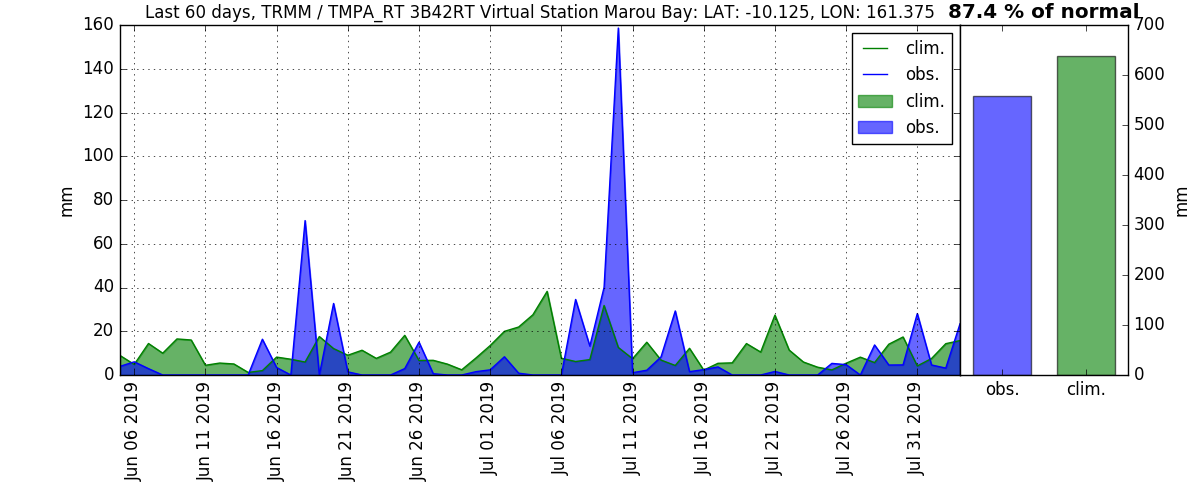 Last 60 days, TRMM / TMPA_RT 3B42RT Virtual Station Marou Bay: LAT: -10.125, LON: 161.375 87.4 % of normal
160
140
120
100
80
60
40
20
0
mm
clim.
obs.
clim.
obs.
700
600
500
400
300
200
100
0
mm
obs.
clim.
Jun 06 2019
Jun 11 2019
Jun 16 2019
Jun 21 2019
Jun 26 2019
Jul 01 2019
Jul 06 2019
Jul 11 2019
Jul 16 2019
Jul 21 2019
Jul 26 2019
Jul 31 2019